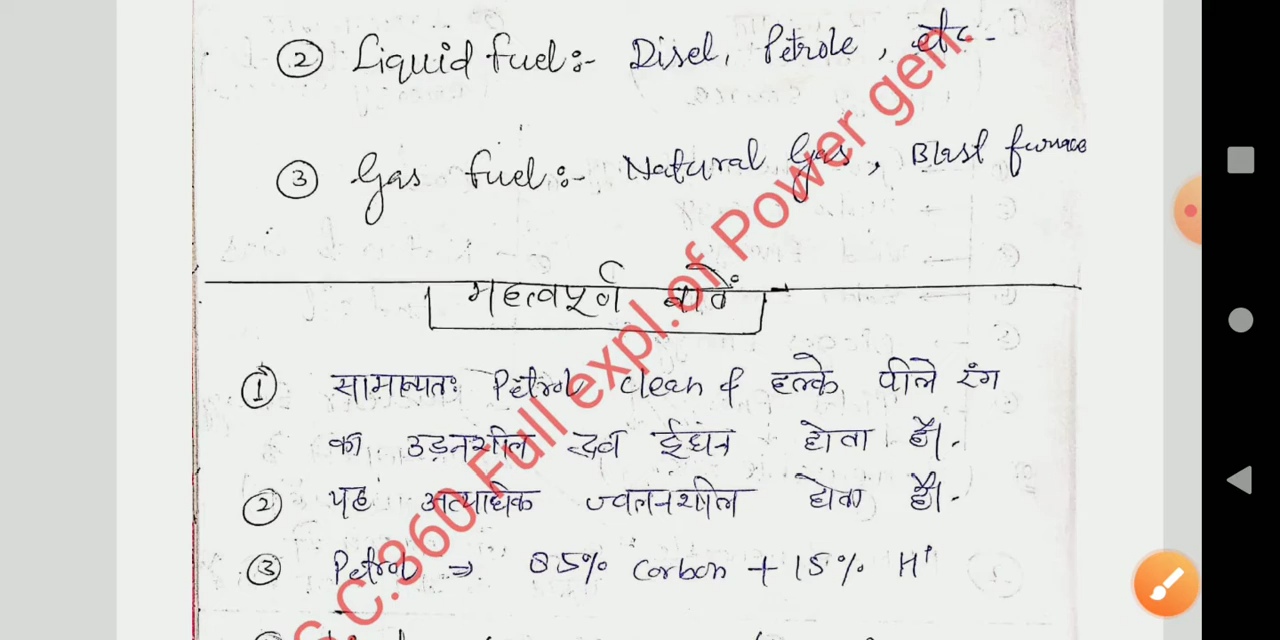 ② Liquid fuel:- Disel, Petrole, etc-
③ Gas fuel:- Natural Gas, Blast furnace
महत्वपूर्ण बातें
① सामान्यतः Petrol clean & हल्के पीले रंग
का उड़नशील द्रव ईंधन होता है।-
② यह अत्याधिक ज्वलनशील होता है।-
③ Petrol ⇒ 85% Corbon + 15% H
S.C.360 Full expl.of Power gen.